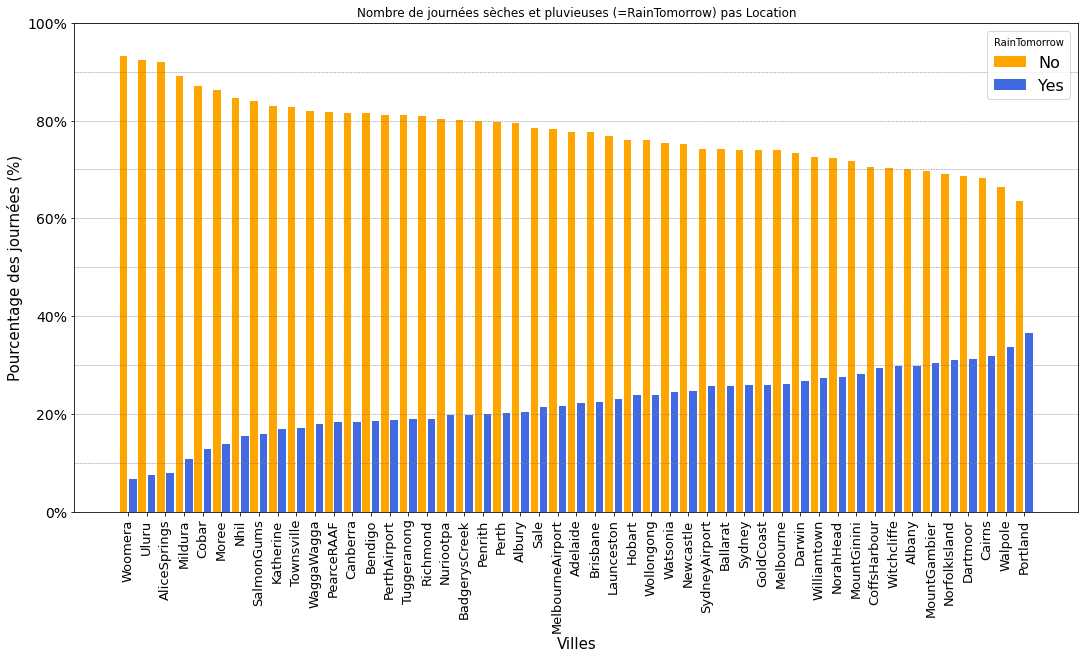 Nombre de journées sèches et pluvieuses (=RainTomorrow) pas Location
100%
80%
60%
40%
20%
0%
Pourcentage des journées (%)
RainTomorrow
No
Yes
Woomera
Uluru
AliceSprings
Mildura
Cobar
Moree
Nhil
SalmonGums
Katherine
Townsville
WaggaWagga
PearceRAAF
Canberra
Bendigo
PerthAirport
Tuggeranong
Richmond
Nuriootpa
BadgerysCreek
Penrith
Perth
Albury
Sale
MelbourneAirport
Adelaide
Brisbane
Launceston
Hobart
Wollongong
Watsonia
Newcastle
SydneyAirport
Ballarat
Sydney
GoldCoast
Melbourne
Darwin
Williamtown
NorahHead
MountGinini
CoffsHarbour
Witchcliffe
Albany
MountGambier
NorfolkIsland
Dartmoor
Cairns
Walpole
Portland
Villes